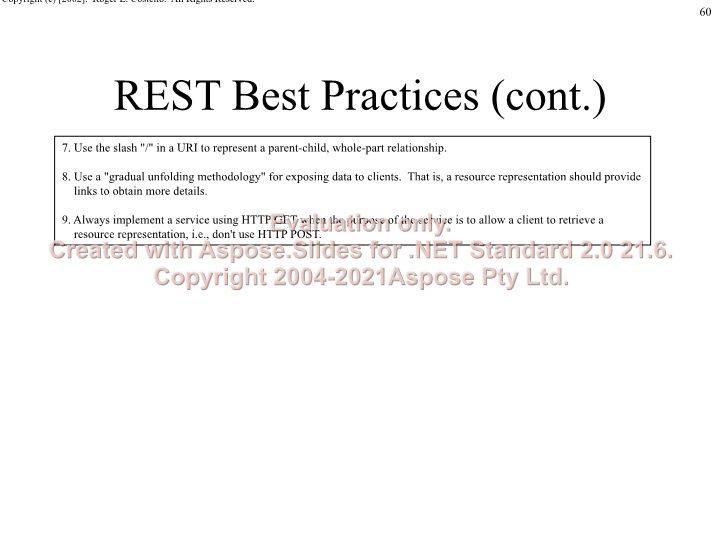 Copyright (c) [2002]. Roger L. Costello. All Rights Reserved.
60
REST Best Practices (cont.)
7. Use the slash "/" in a URI to represent a parent-child, whole-part relationship.
8. Use a "gradual unfolding methodology" for exposing data to clients.  That is, a resource representation should provide
links to obtain more details.
9. Always implement a service using HTTP GET when the purpose of the service is to allow a client to retrieve a
resource representation, i.e., don't use HTTP POST.
Evaluation only.
Created with Aspose.Slides for .NET Standard 2.0 21.6.
Copyright 2004-2021Aspose Pty Ltd.